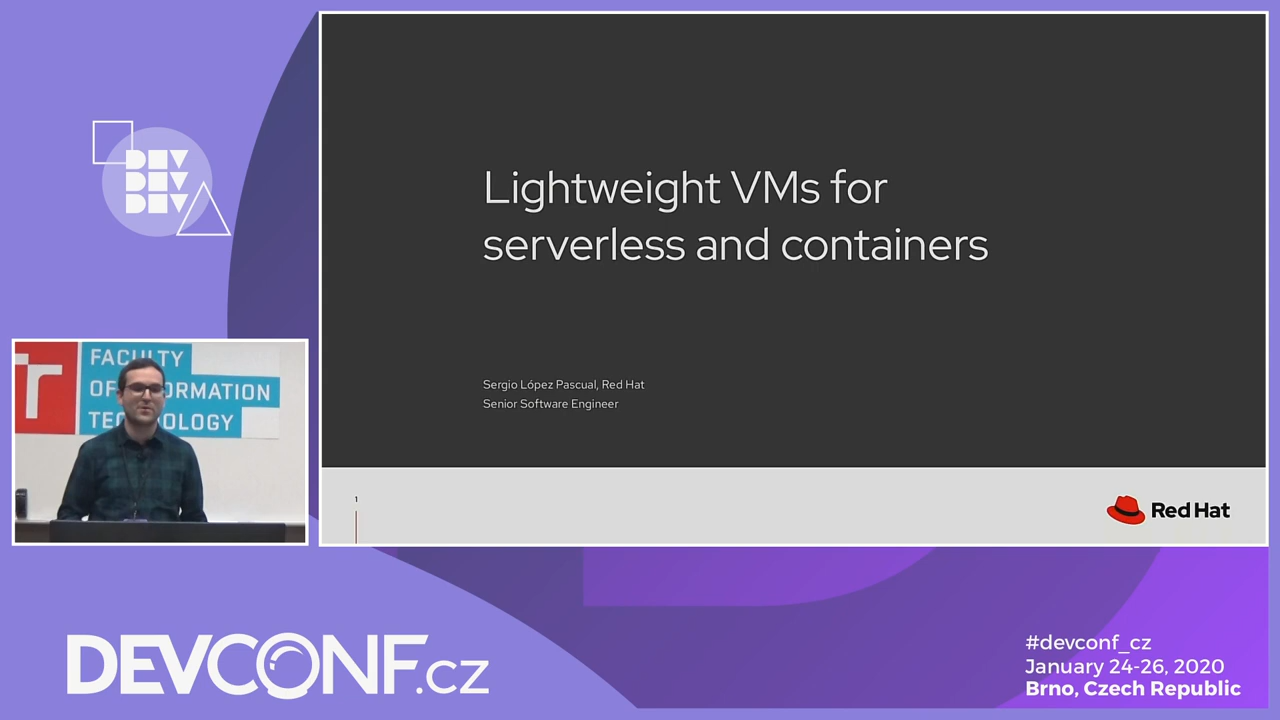 DEV
DEV
DEV
Lightweight VMs for
serverless and containers
Sergio López Pascual, Red Hat
Senior Software Engineer
1
Red Hat
FACULTY
OF INFORMATION
TECHNOLOGY
DEVCONF.cz
#devconf_cz
January 24-26, 2020
Brno, Czech Republic